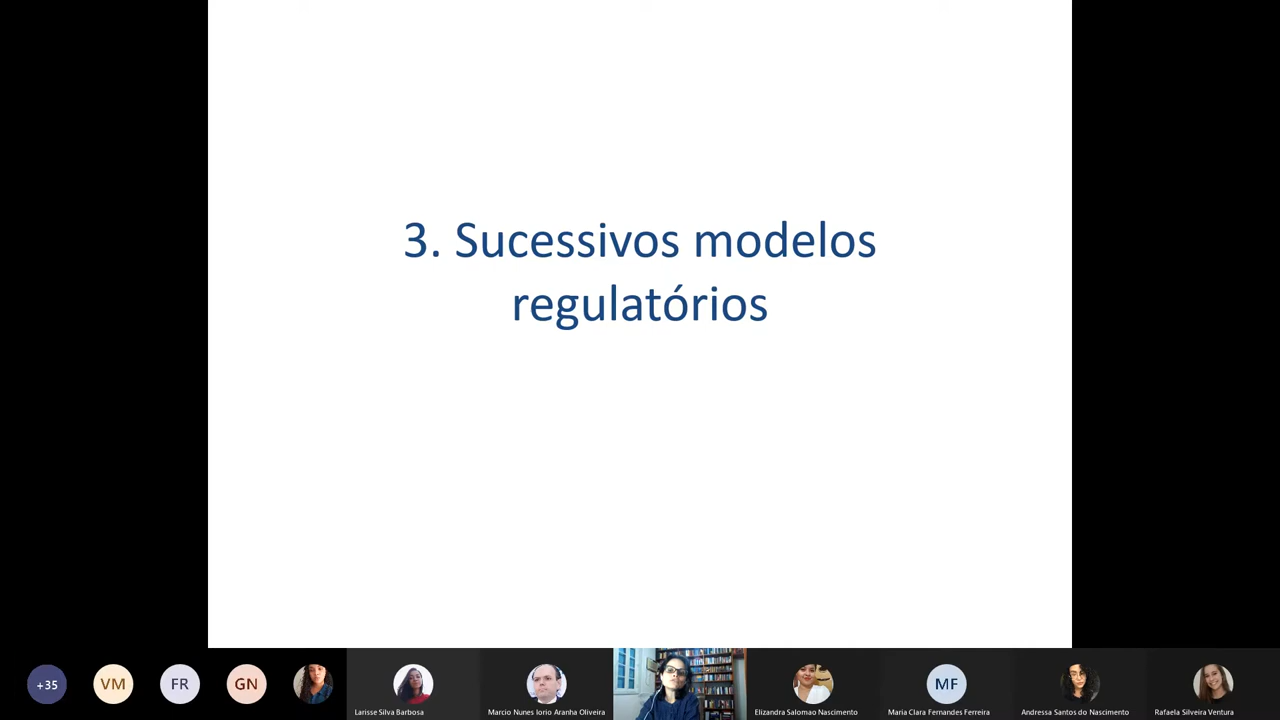 3. Sucessivos modelos
regulatórios
+35
VM
FR
GN
Larisse Silva Barbosa
Marcio Nunes Iorio Aranha Oliveira
Elizandra Salomao Nascimento
MF
Maria Clara Fernandes Ferreira
Andressa Santos do Nascimento
Rafaela Silveira Ventura